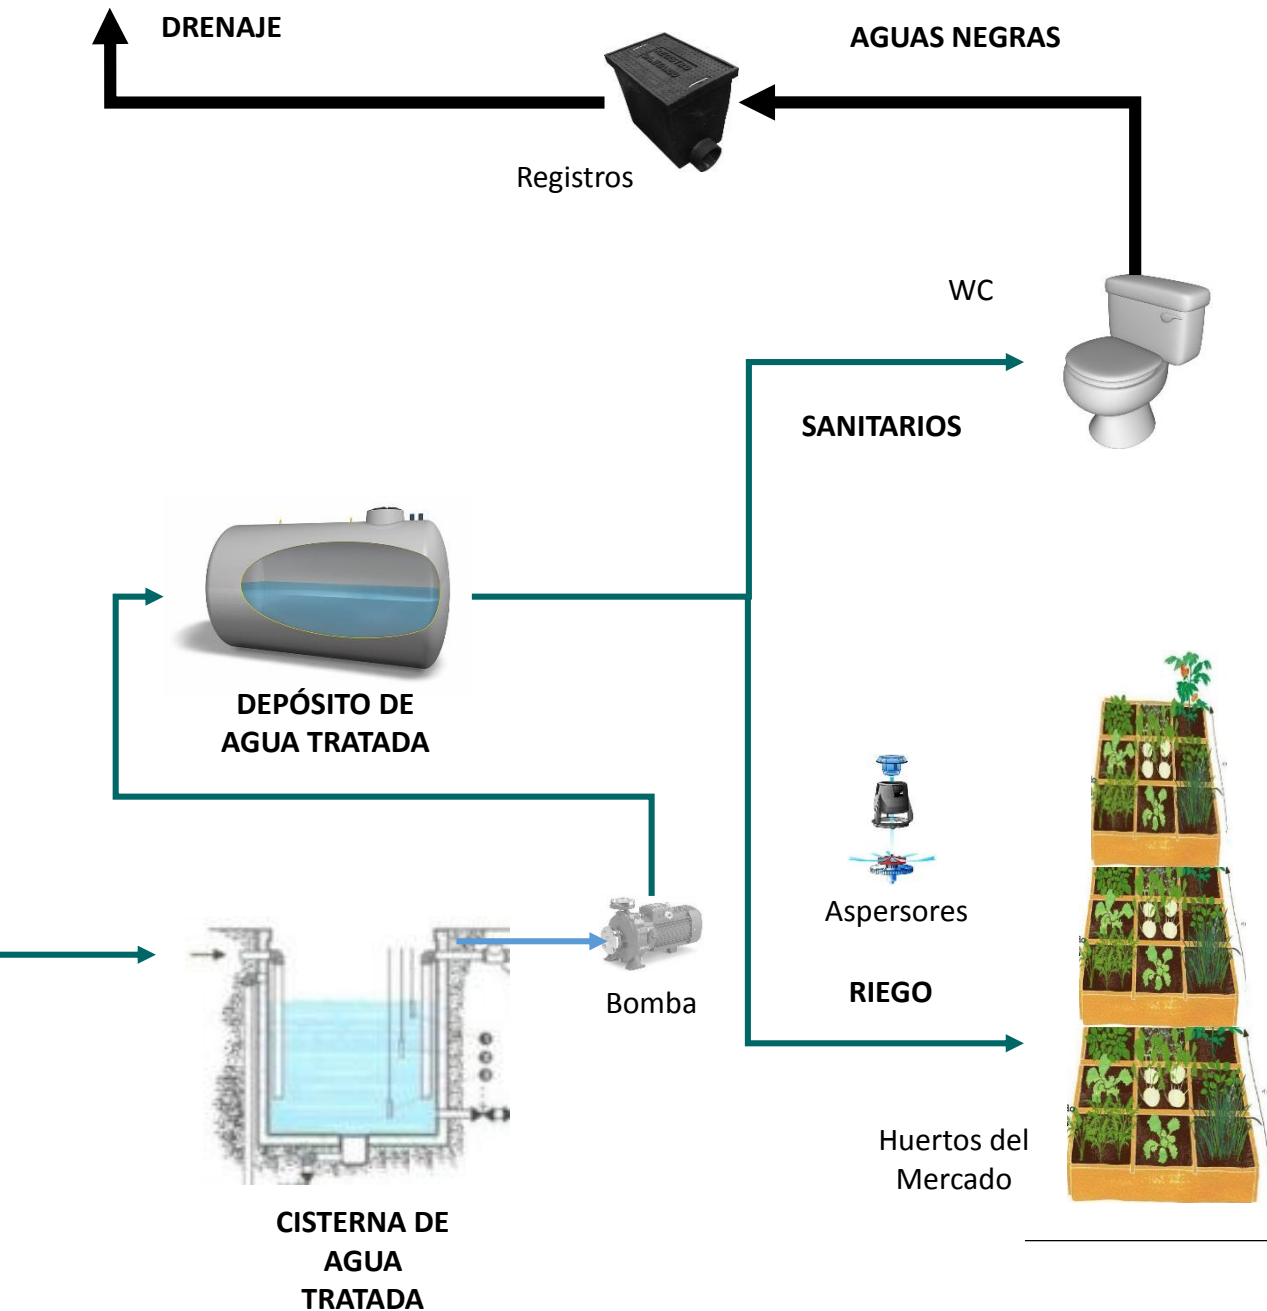 DRENAJE
AGUAS NEGRAS
Registros
WC
SANITARIOS
DEPÓSITO DE
AGUA TRATADA
Aspersores
Bomba
RIEGO
Huertos del
Mercado
CISTERNA DE
AGUA
TRATADA